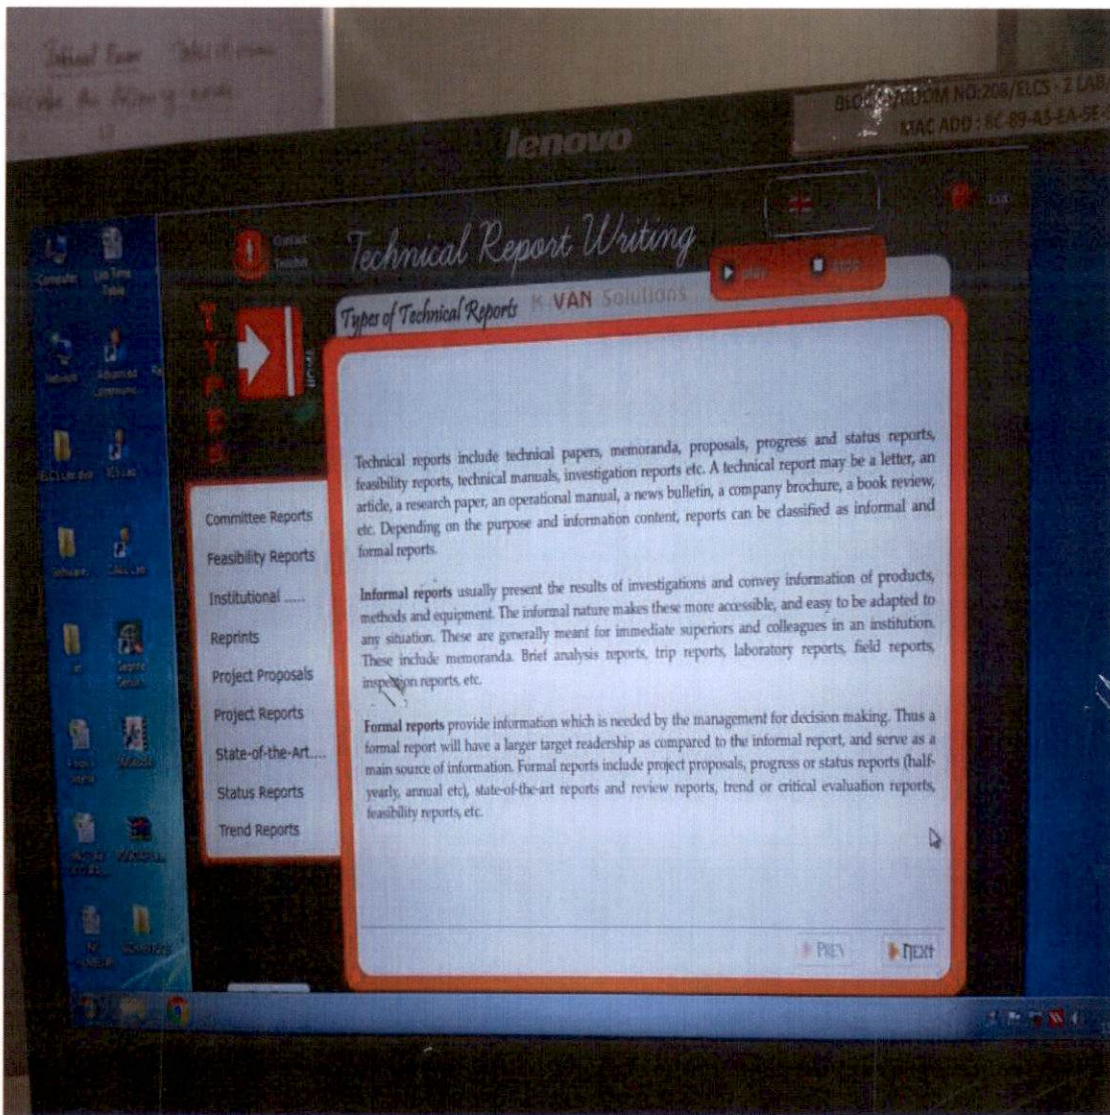 lenovo
Technical Report Writing
Types of Technical Reports
VAN Solutions
play
stop
Exit
TYPES
Computer
Lab Time
Table
Network
Advanced
Committee Reports
Feasibility Reports
Institutional .....
Reprints
Project Proposals
Project Reports
State-of-the-Art....
Status Reports
Trend Reports
Technical reports include technical papers, memoranda, proposals, progress and status reports,
feasibility reports, technical manuals, investigation reports etc. A technical report may be a letter, an
article, a research paper, an operational manual, a news bulletin, a company brochure, a book review,
etc. Depending on the purpose and information content, reports can be classified as informal and
formal reports.
Informal reports usually present the results of investigations and convey information of products,
methods and equipment. The informal nature makes these more accessible, and easy to be adapted to
any situation. These are generally meant for immediate superiors and colleagues in an institution.
These include memoranda. Brief analysis reports, trip reports, laboratory reports, field reports,
inspection reports, etc.
Formal reports provide information which is needed by the management for decision making. Thus a
formal report will have a larger target readership as compared to the informal report, and serve as a
main source of information. Formal reports include project proposals, progress or status reports (half-
yearly, annual etc), state-of-the-art reports and review reports, trend or critical evaluation reports,
feasibility reports, etc.
PREV
NEXT